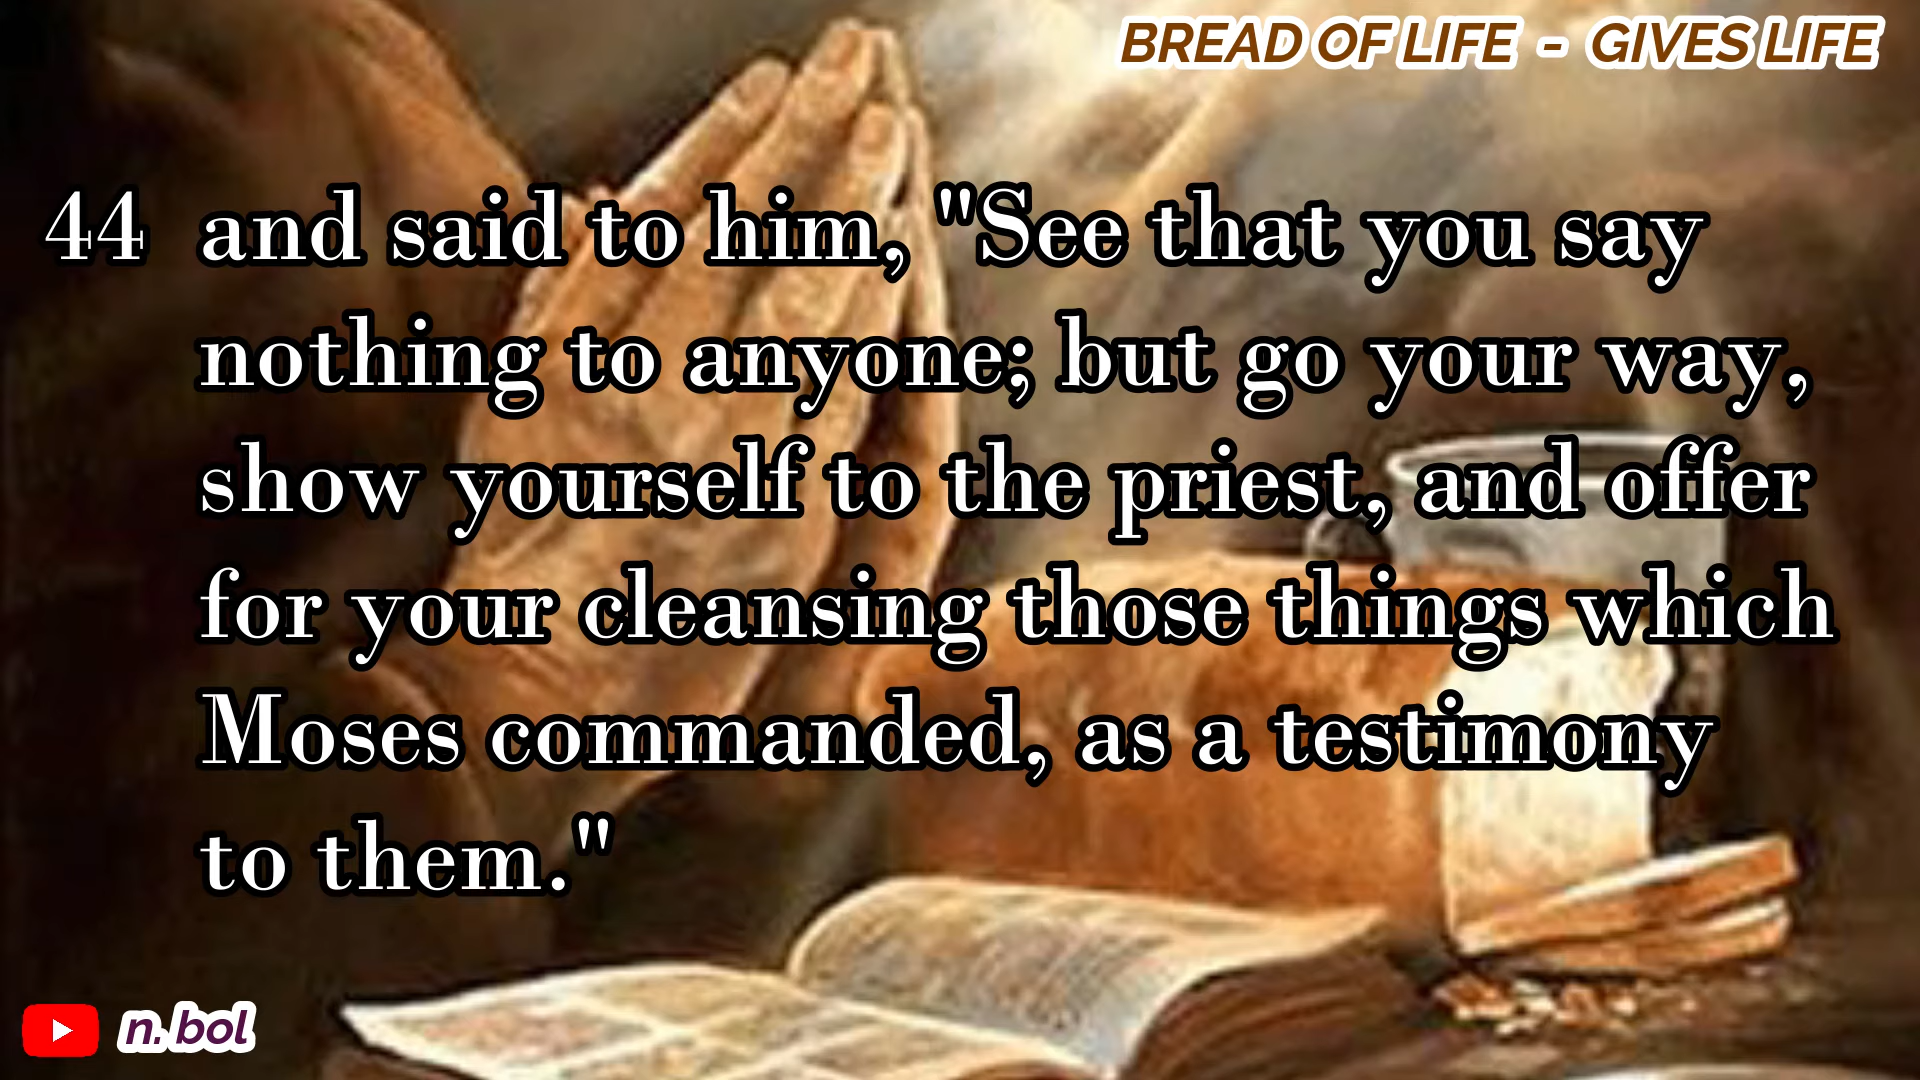 BREAD OF LIFE - GIVES LIFE
44 and said to him, "See that you say
nothing to anyone; but go your way,
show yourself to the priest, and offer
for your cleansing those things which
Moses commanded, as a testimony
to them."
n. bol